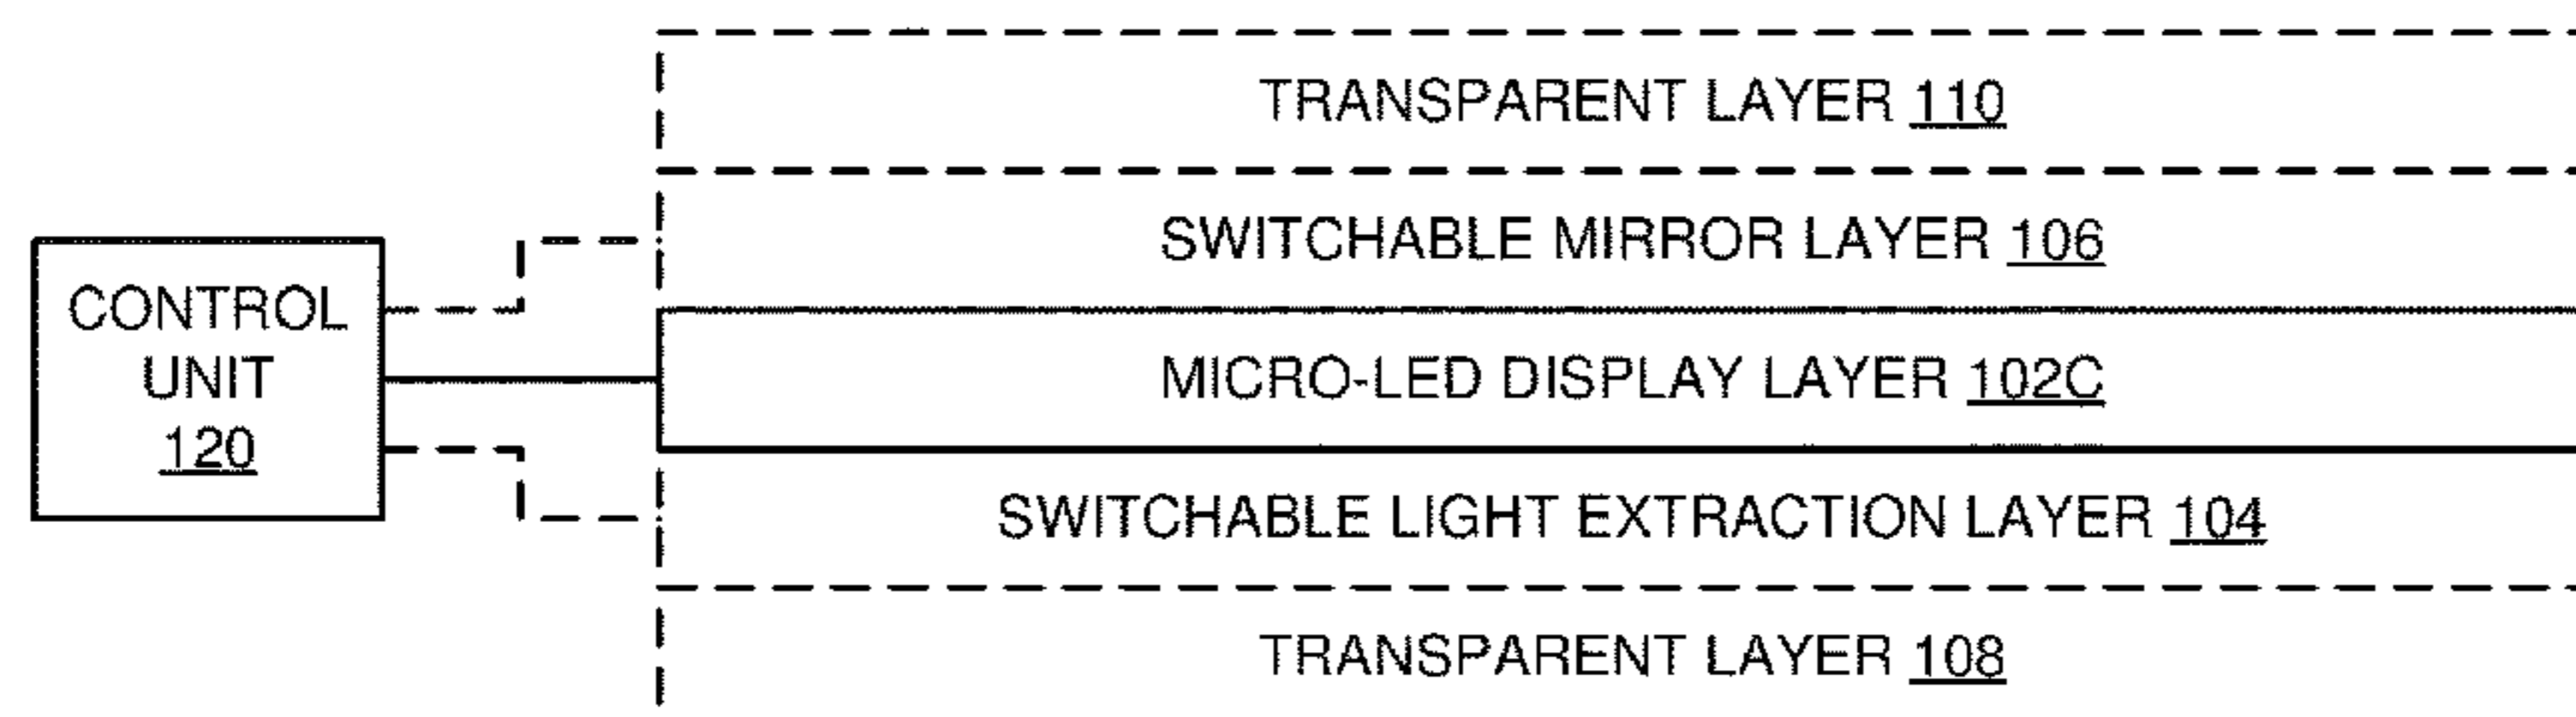 TRANSPARENT LAYER 110
SWITCHABLE MIRROR LAYER 106
CONTROL
UNIT
120
MICRO-LED DISPLAY LAYER 102C
SWITCHABLE LIGHT EXTRACTION LAYER 104
TRANSPARENT LAYER 108